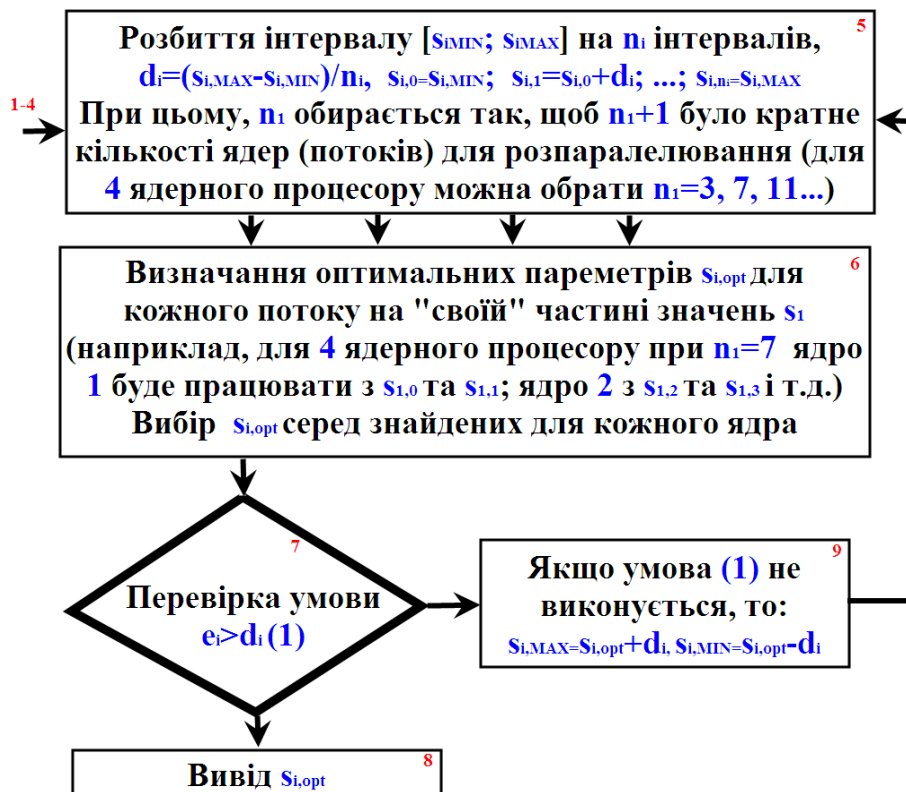 5
Розбиття інтервалу [siMIN; siMAX] на ni інтервалів,
di=(si,MAX-si,MIN)/ni, si,0=si,MIN; si,1=si,0+di; ...; si,ni=si,MAX
1-4
При цьому, n1 обирається так, щоб n1+1 було кратне
кількості ядер (потоків) для розпаралелювання (для
4 ядерного процесору можна обрати n1=3, 7, 11...)
6
Визначання оптимальних пареметрів si,opt для
кожного потоку на "своїй" частині значень s1
(наприклад, для 4 ядерного процесору при n1=7 ядро
1 буде працювати з s1,0 та s1,1; ядро 2 з s1,2 та s1,3 і т.д.)
Вибір si,opt серед знайдених для кожного ядра
7
Перевірка умови
ei>di (1)
9
Якщо умова (1) не
виконується, то:
si,MAX=si,opt+di, si,MIN=si,opt-di
8
Вивід si,opt